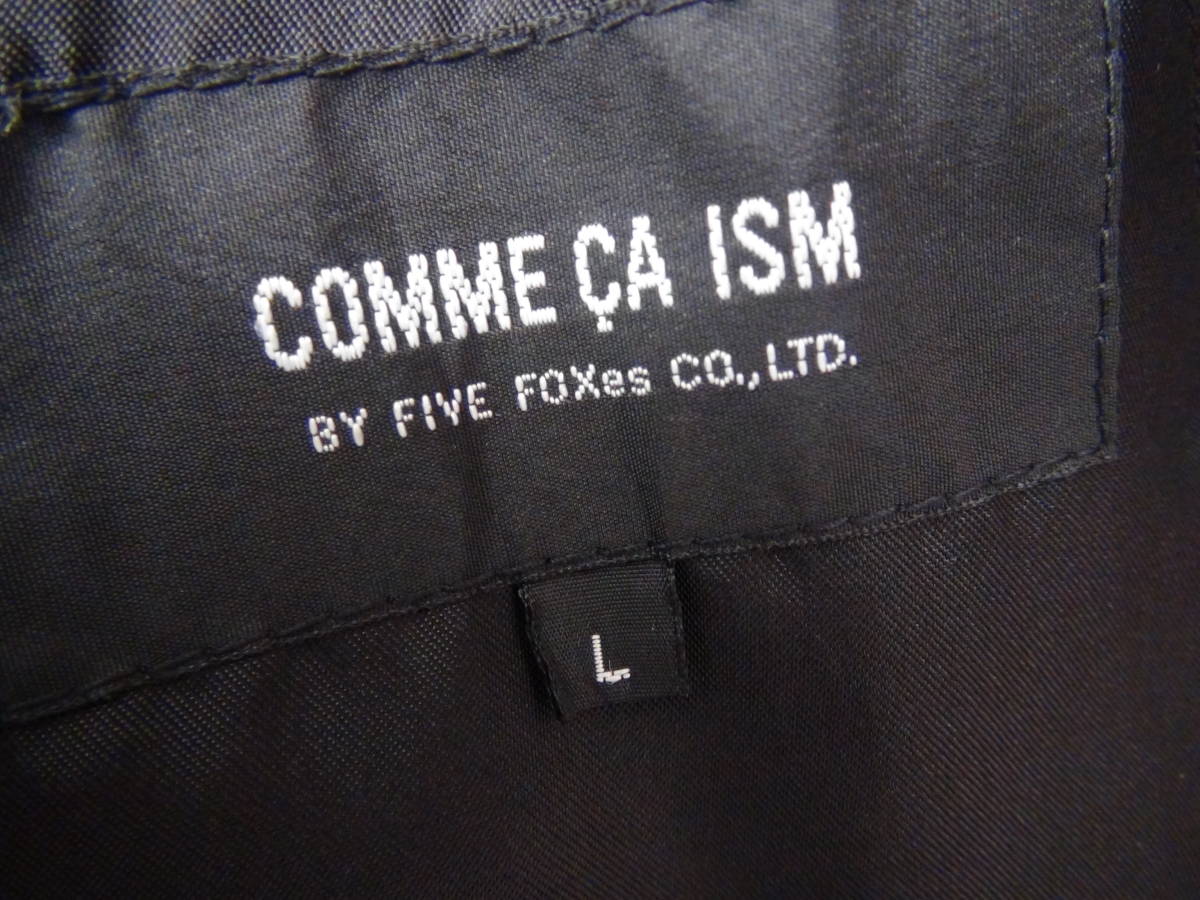 COMME ÇA ISM
BY FIVE FOXes CO.,LTD.
L